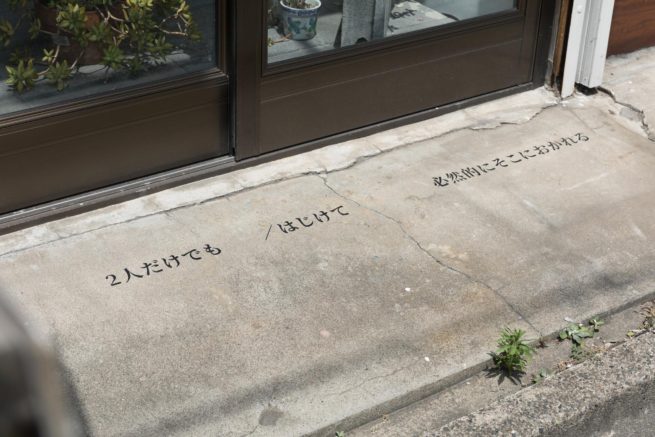 2人だけでも
／はじけて
必然的にそこにおかれる